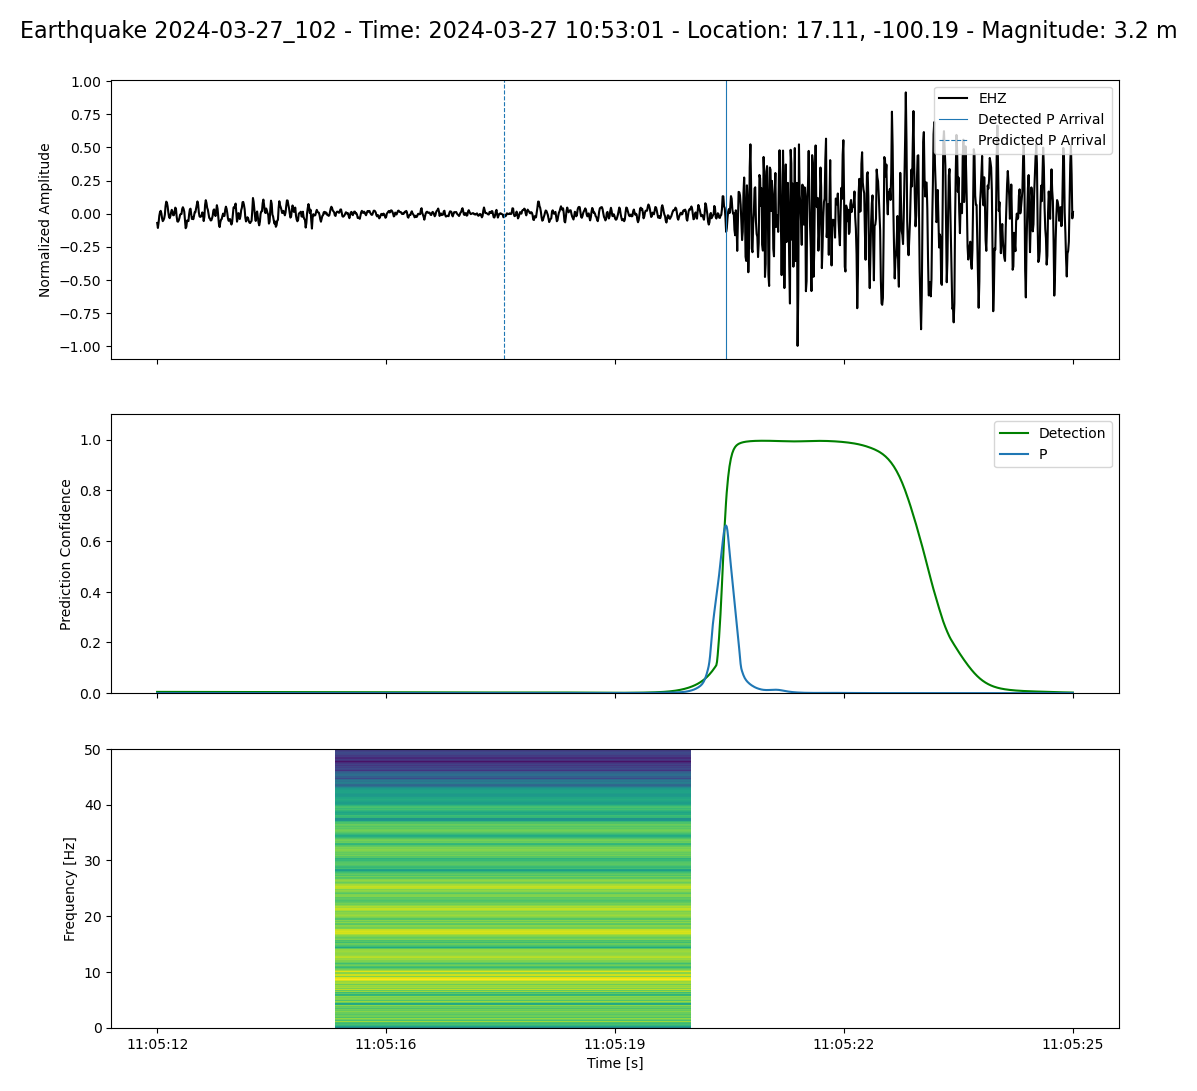 Earthquake 2024-03-27_102 - Time: 2024-03-27 10:53:01 - Location: 17.11, -100.19 - Magnitude: 3.2 m
1.00
0.75
0.50
0.25
0.00
−0.25
−0.50
−0.75
−1.00
Normalized Amplitude
EHZ
Detected P Arrival
Predicted P Arrival
1.0
0.8
0.6
0.4
0.2
0.0
Prediction Confidence
Detection
P
50
40
30
20
10
0
Frequency [Hz]
11:05:12
11:05:16
11:05:19
11:05:22
11:05:25
Time [s]